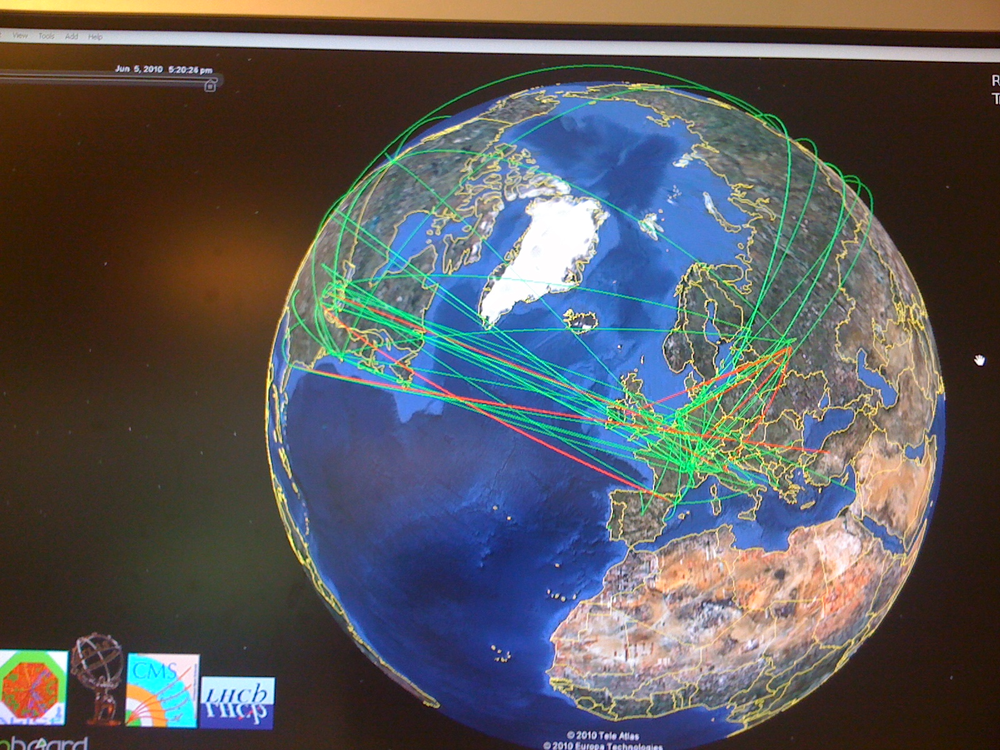 View Tools Add Help
Jun 5, 2010 5:20:26 pm
R
CMS
LHCb
© 2010 Tele Atlas
© 2010 Europa Technologies